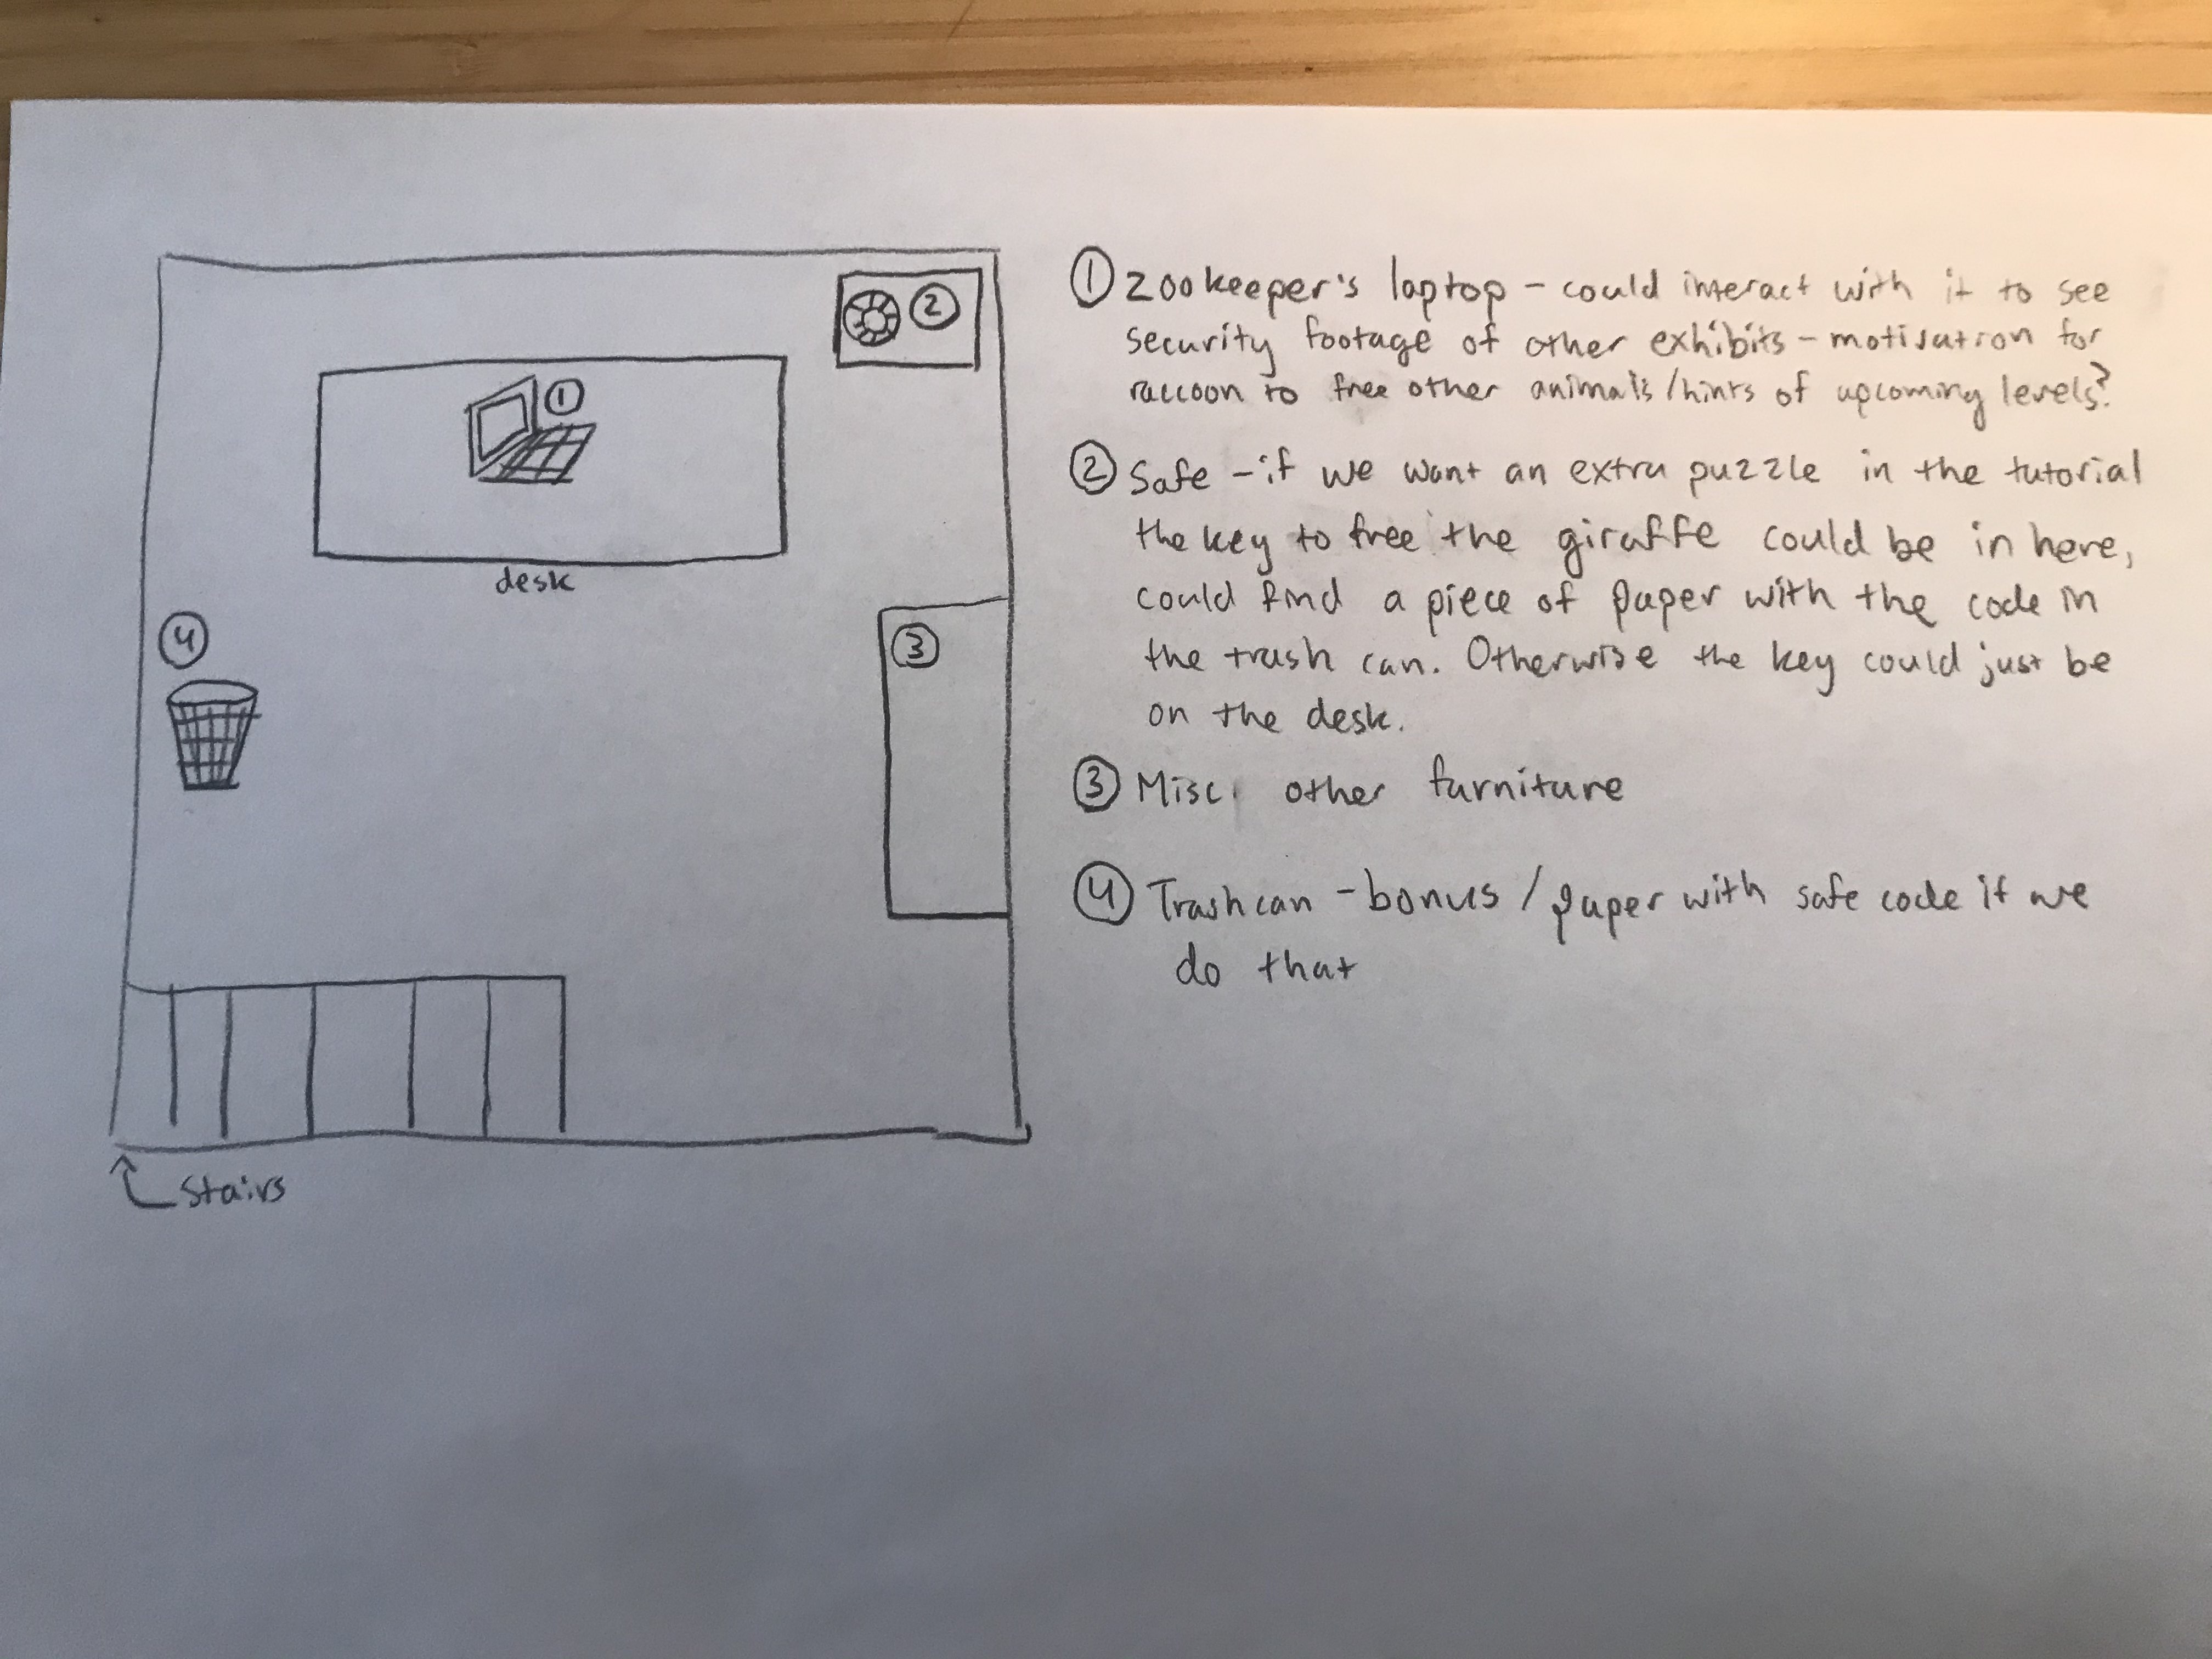 ② 
①
desk
④
③
Stairs
① Zookeeper's laptop - could interact with it to see
security footage of other exhibits - motivation for
raccoon to free other animals/hints of upcoming levels?
② Safe - if we want an extra puzzle in the tutorial
the key to free the giraffe could be in here,
could find a piece of paper with the code in
the trash can. Otherwise the key could just be
on the desk.
③ Misc. other furniture
④ Trashcan - bonus / paper with safe code if we
do that